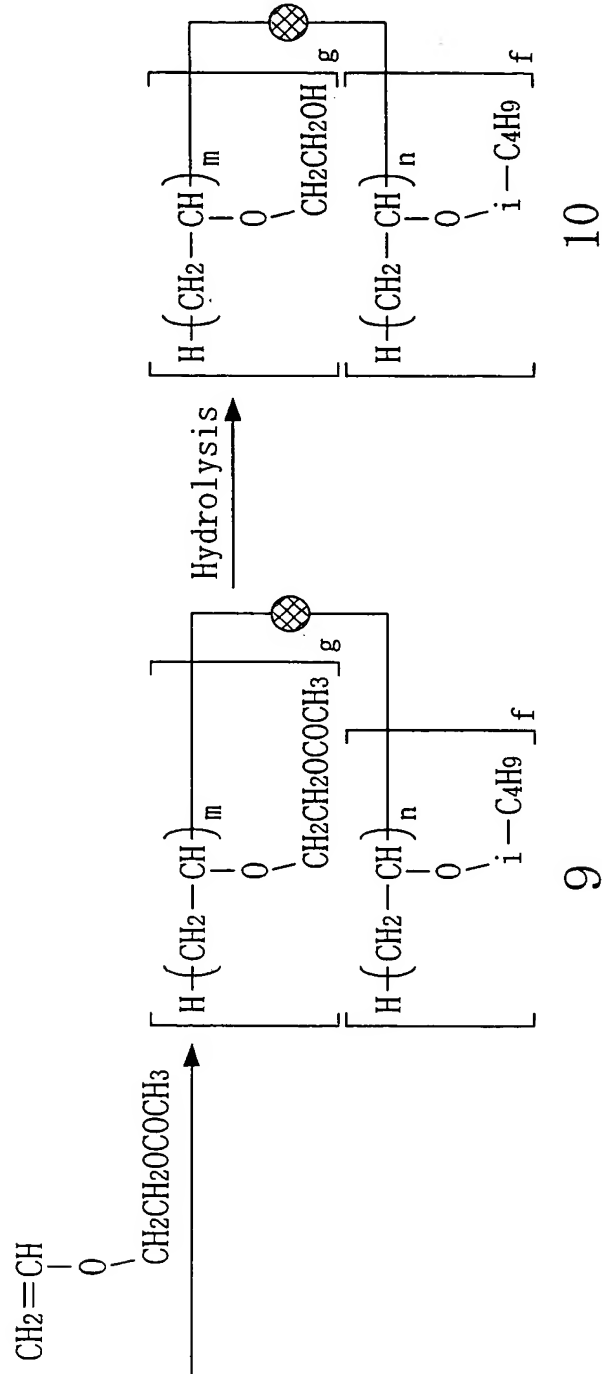 CH2=CH
O
CH2CH2OCOCH3
H(CH2-CH)m
O
CH2CH2OCOCH3
g
H(CH2-CH)n
O
i-C4H9
f
9
Hydrolysis
H(CH2-CH)m
O
CH2CH2OH
g
H(CH2-CH)n
O
i-C4H9
f
10